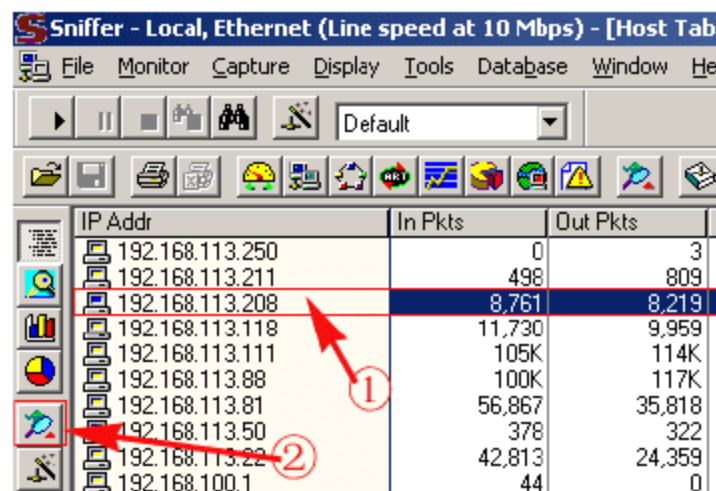 Sniffer - Local, Ethernet (Line speed at 10 Mbps) - [Host Tab
File Monitor Capture Display Tools Database Window He
Default
IP Addr In Pkts Out Pkts
192.168.113.250 0 3
192.168.113.211 498 809
192.168.113.208 8,761 8,219
192.168.113.118 11,730 9,959
192.168.113.111 105K 114K
192.168.113.88 100K 117K
192.168.113.81 56,867 35,818
192.168.113.50 378 322
192.168.113.22 42,813 24,359
192.168.100.1 44 0
①
②